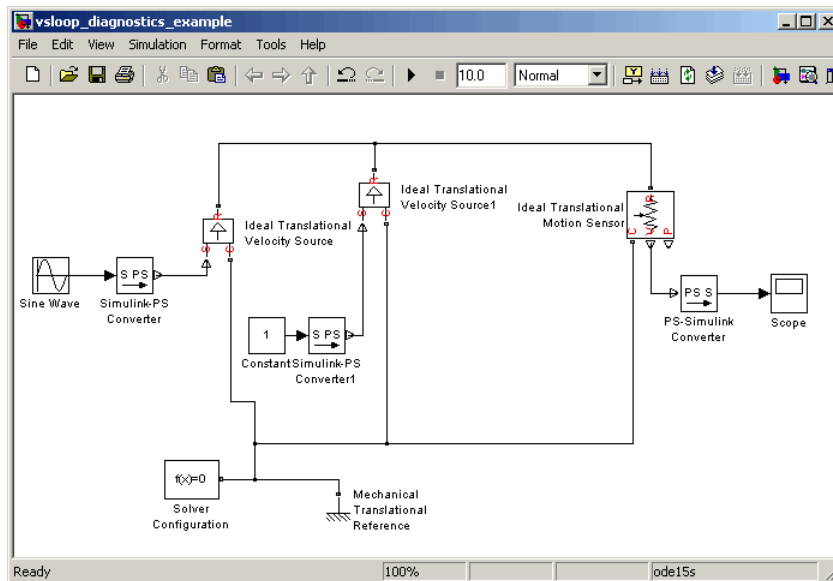 vsloop_diagnostics_example
File Edit View Simulation Format Tools Help
10.0 Normal
R
Ideal Translational
Velocity Source1
S C
R
Ideal Translational
Velocity Source
S C
Ideal Translational
Motion Sensor
R
C V P
Sine Wave
S PS
Simulink-PS
Converter
1
Constant
S PS
Simulink-PS
Converter1
PS S
PS-Simulink
Converter
Scope
f(x)=0
Solver
Configuration
Mechanical
Translational
Reference
Ready 100% ode15s